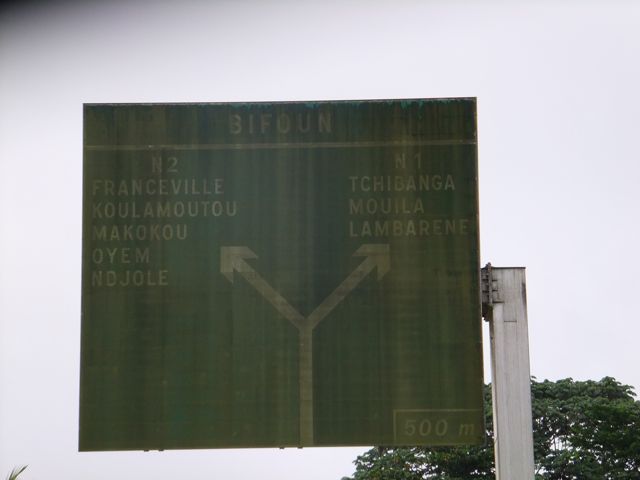 BIFOUN
N2
FRANCEVILLE
KOULAMOUTOU
MAKOKOU
OYEM
NDJOLE
N1
TCHIBANGA
MOUILA
LAMBARENE
500 m